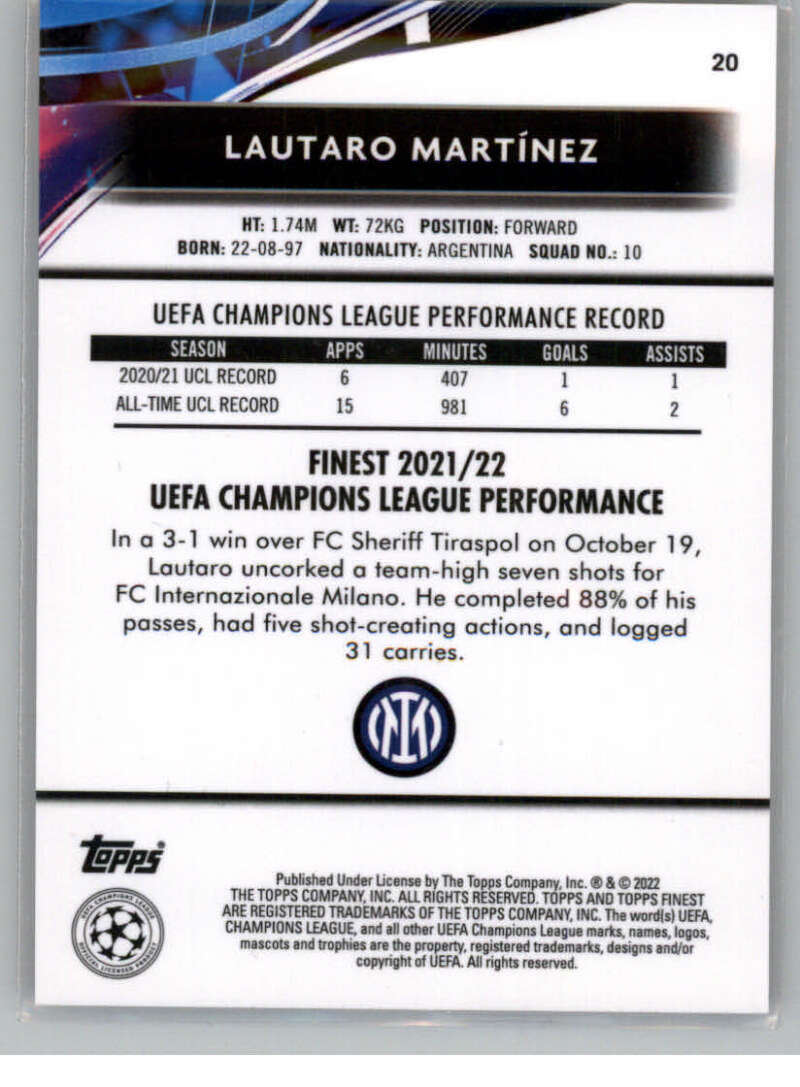 20
LAUTARO MARTÍNEZ
HT: 1.74M WT: 72KG POSITION: FORWARD
BORN: 22-08-97 NATIONALITY: ARGENTINA SQUAD NO.: 10
UEFA CHAMPIONS LEAGUE PERFORMANCE RECORD
SEASON APPS MINUTES GOALS ASSISTS
2020/21 UCL RECORD 6 407 1 1
ALL-TIME UCL RECORD 15 981 6 2
FINEST 2021/22
UEFA CHAMPIONS LEAGUE PERFORMANCE
In a 3-1 win over FC Sheriff Tiraspol on October 19,
Lautaro uncorked a team-high seven shots for
FC Internazionale Milano. He completed 88% of his
passes, had five shot-creating actions, and logged
31 carries.
topps®
UEFA CHAMPIONS LEAGUE
OFFICIAL LICENSED PRODUCT
Published Under License by The Topps Company, Inc. ® & © 2022
THE TOPPS COMPANY, INC. ALL RIGHTS RESERVED. TOPPS AND TOPPS FINEST
ARE REGISTERED TRADEMARKS OF THE TOPPS COMPANY, INC. The word(s) UEFA,
CHAMPIONS LEAGUE, and all other UEFA Champions League marks, names, logos,
mascots and trophies are the property, registered trademarks, designs and/or
copyright of UEFA. All rights reserved.